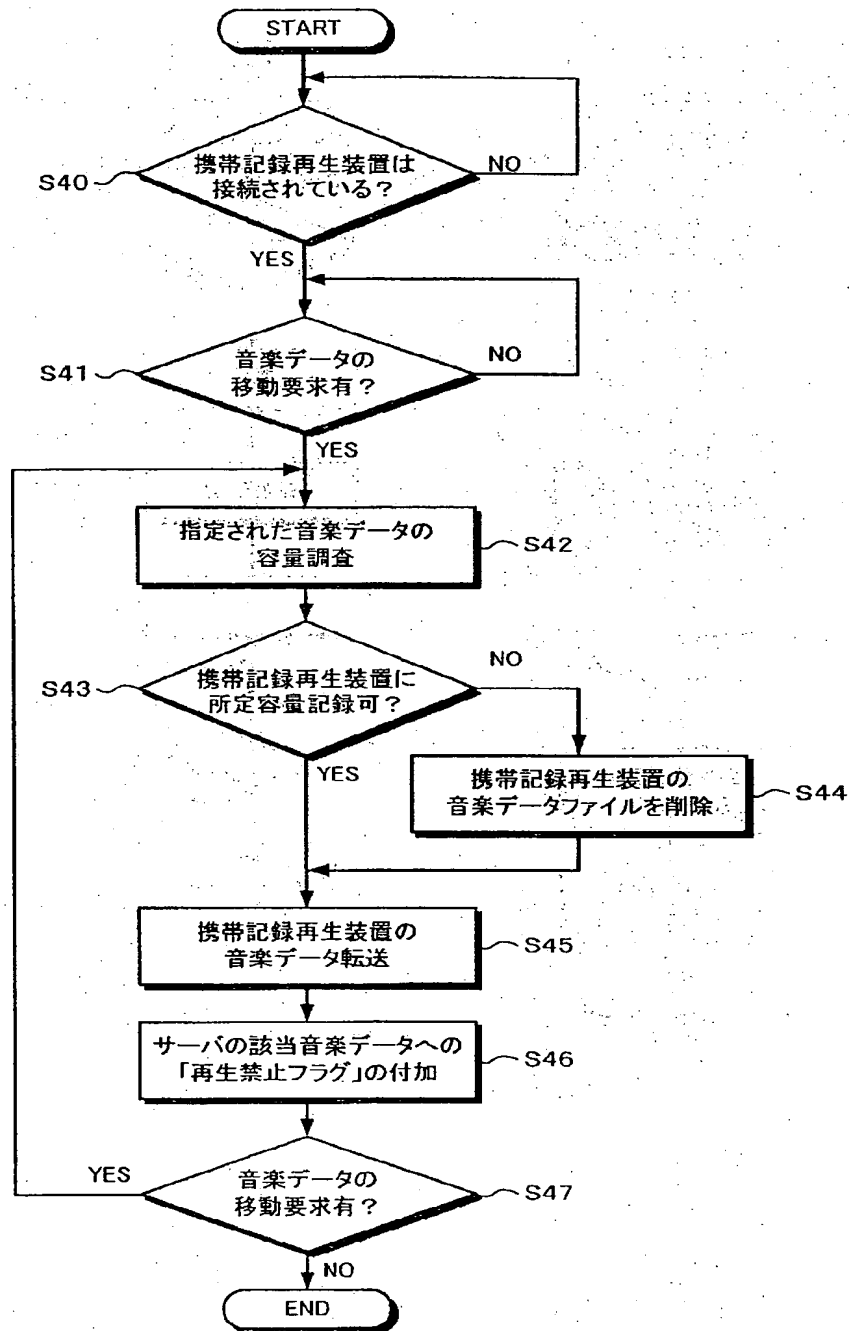 START
携帯記録再生装置は
接続されている?
NO
S40
YES
音楽データの
移動要求有?
NO
S41
YES
指定された音楽データの
容量調査
S42
携帯記録再生装置に
所定容量記録可?
NO
S43
YES
携帯記録再生装置の
音楽データファイルを削除
S44
携帯記録再生装置の
音楽データ転送
S45
サーバの該当音楽データへの
「再生禁止フラグ」の付加
S46
YES
音楽データの
移動要求有?
S47
NO
END